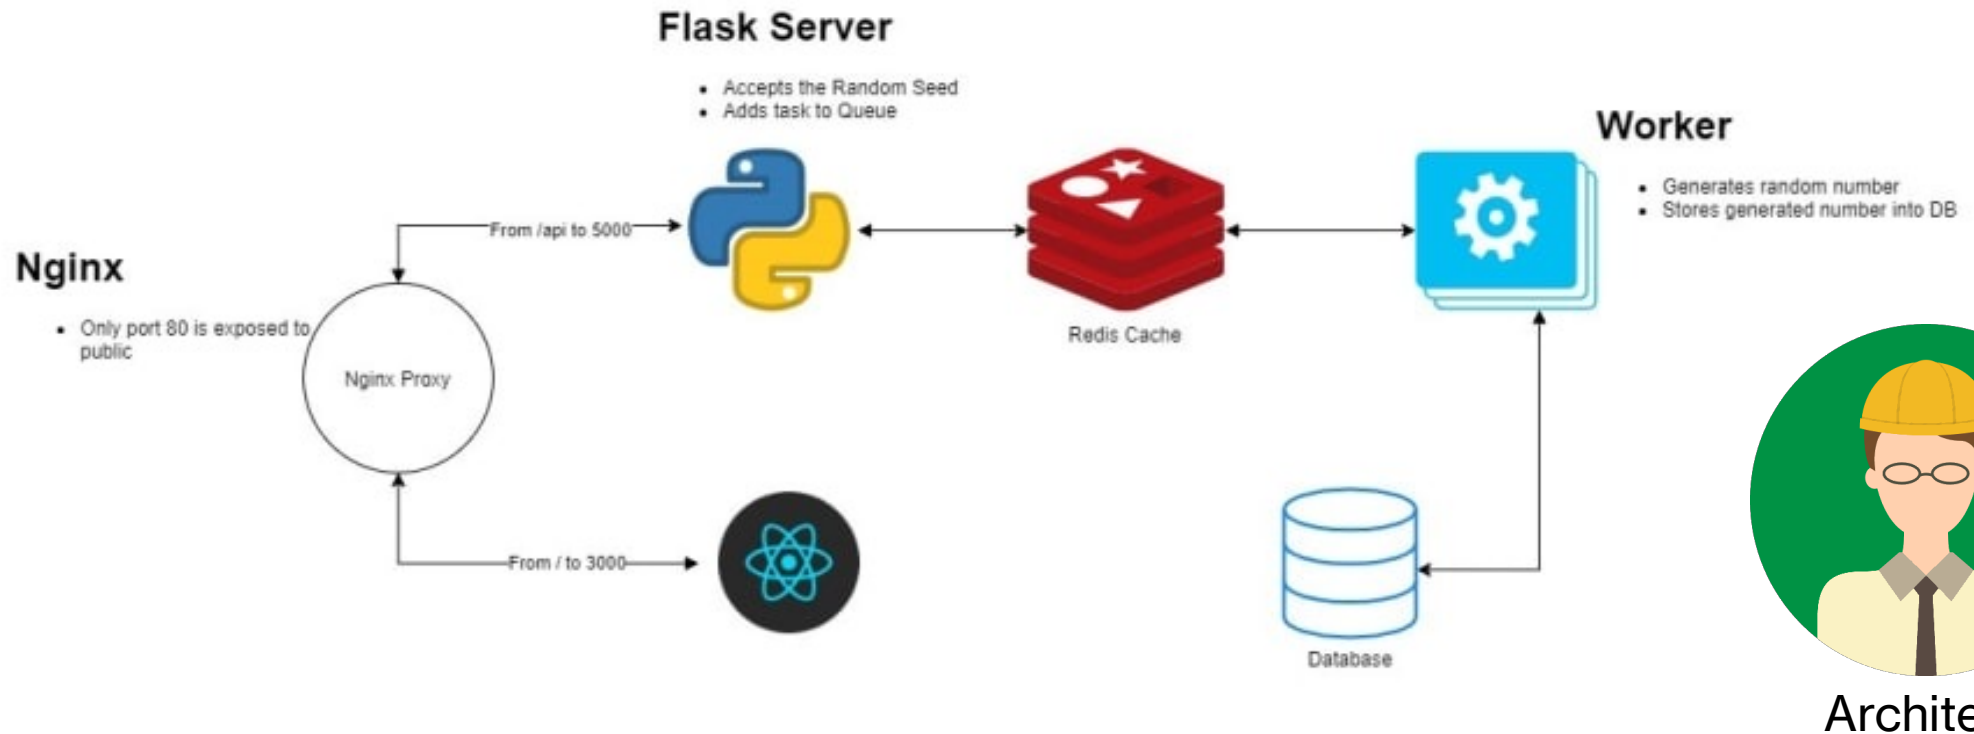 Flask Server
• Accepts the Random Seed
• Adds task to Queue
Worker
• Generates random number
• Stores generated number into DB
From /api to 5000
Nginx
• Only port 80 is exposed to
public
Redis Cache
Nginx Proxy
From / to 3000
Database
Archite